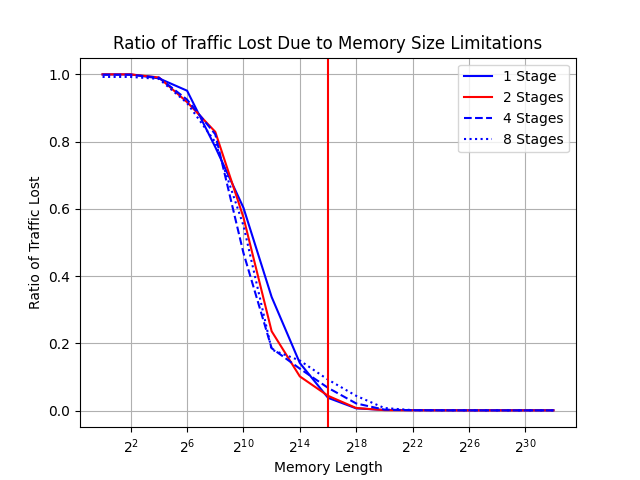 Ratio of Traffic Lost Due to Memory Size Limitations
1 Stage
2 Stages
4 Stages
8 Stages
Ratio of Traffic Lost
1.0
0.8
0.6
0.4
0.2
0.0
2^2 2^6 2^10 2^14 2^18 2^22 2^26 2^30
Memory Length